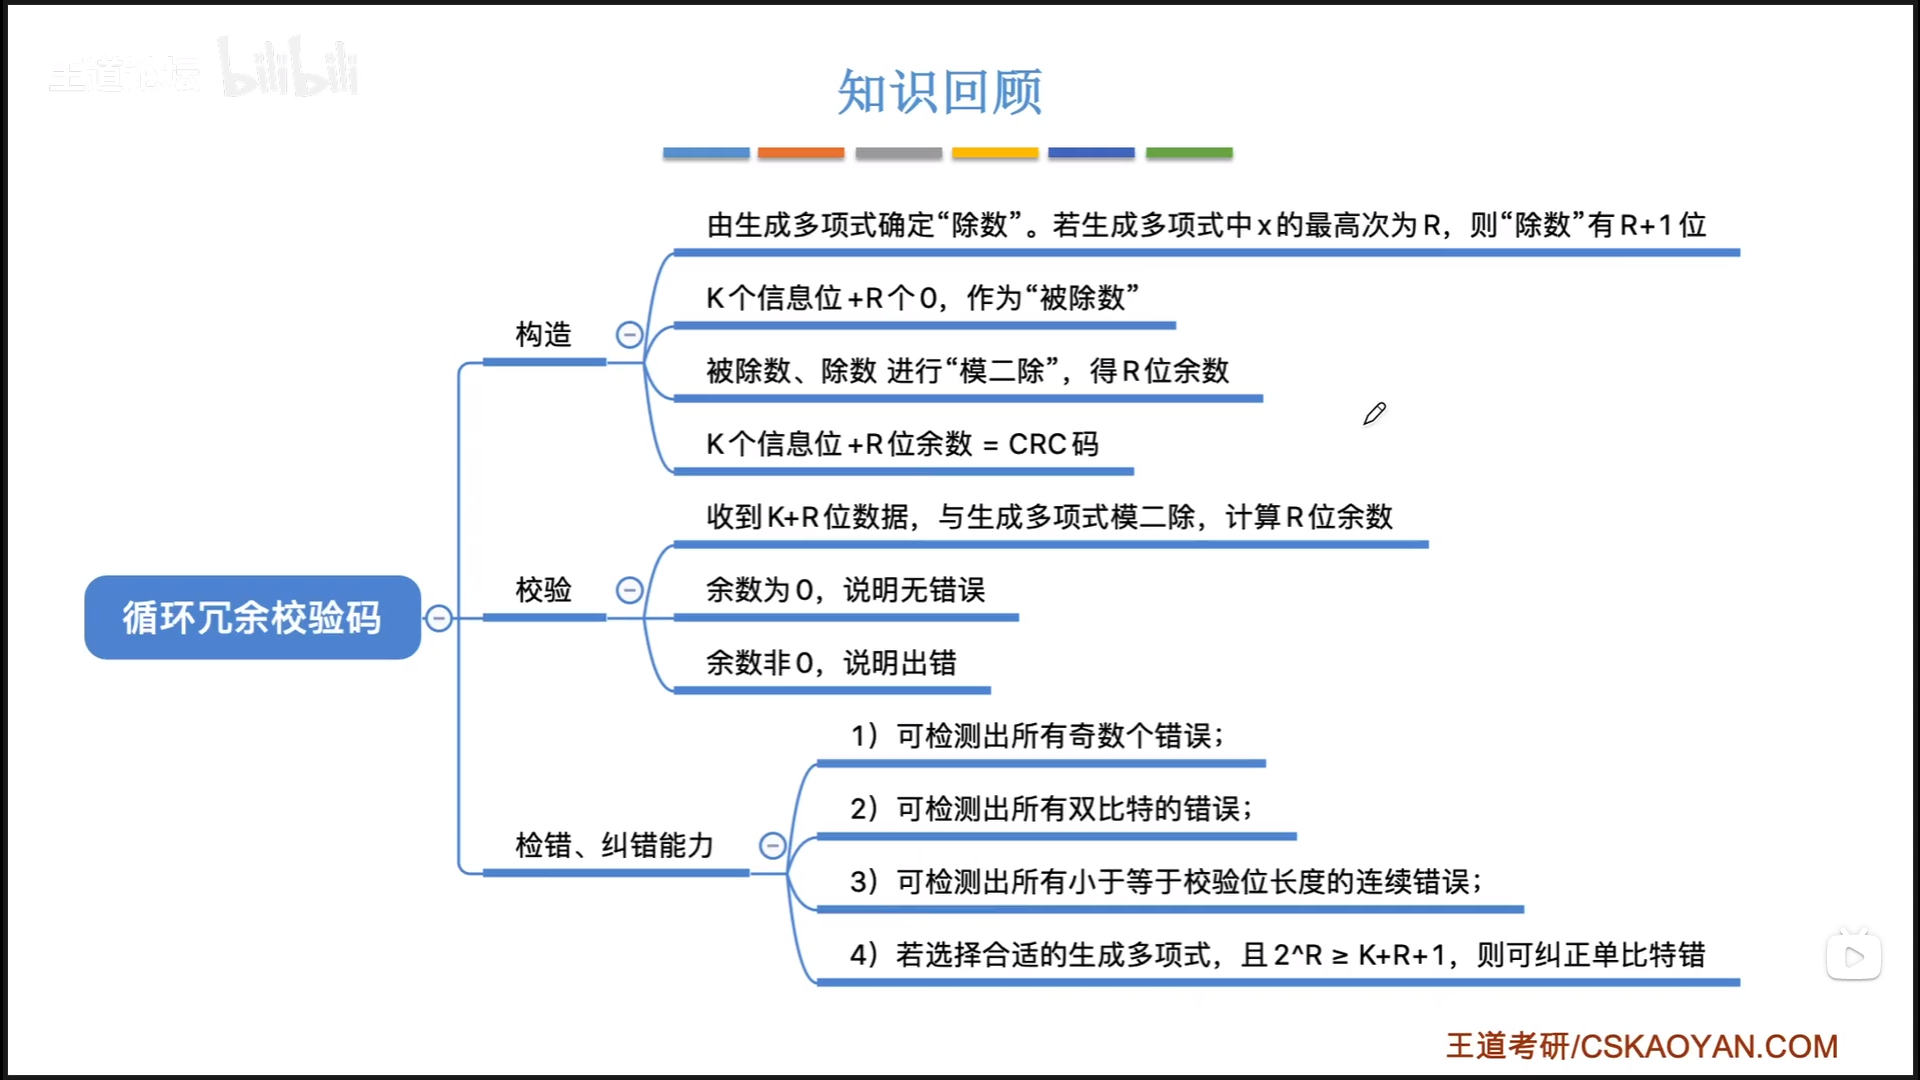 王道论坛 bilibili
知识回顾
由生成多项式确定“除数”。若生成多项式中x的最高次为R，则“除数”有R+1位
K个信息位+R个0，作为“被除数”
构造
被除数、除数 进行“模二除”，得R位余数
K个信息位+R位余数 = CRC码
收到K+R位数据，与生成多项式模二除，计算R位余数
校验
余数为0，说明无错误
循环冗余校验码
余数非0，说明出错
1）可检测出所有奇数个错误；
2）可检测出所有双比特的错误；
检错、纠错能力
3）可检测出所有小于等于校验位长度的连续错误；
4）若选择合适的生成多项式，且2^R ≥ K+R+1，则可纠正单比特错
王道考研/CSKAOYAN.COM